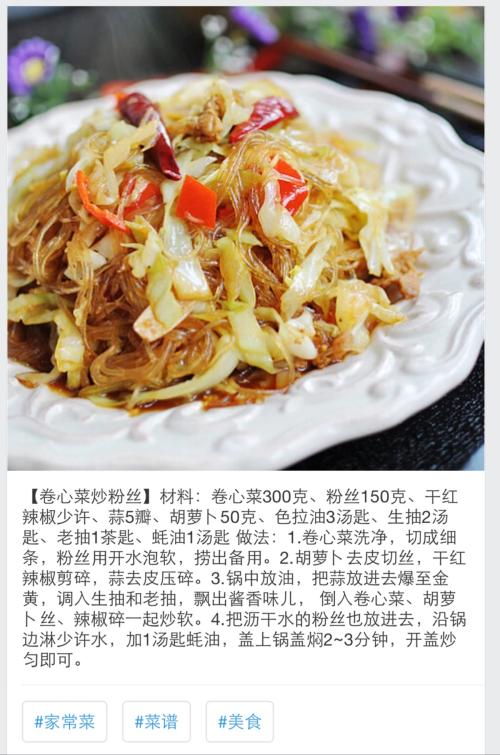 【卷心菜炒粉丝】材料：卷心菜300克、粉丝150克、干红
辣椒少许、蒜5瓣、胡萝卜50克、色拉油3汤匙、生抽2汤
匙、老抽1茶匙、蚝油1汤匙 做法：1.卷心菜洗净，切成细
条，粉丝用开水泡软，捞出备用。2.胡萝卜去皮切丝，干红
辣椒剪碎，蒜去皮压碎。3.锅中放油，把蒜放进去爆至金
黄，调入生抽和老抽，飘出酱香味儿， 倒入卷心菜、胡萝
卜丝、辣椒碎一起炒软。4.把沥干水的粉丝也放进去，沿锅
边淋少许水，加1汤匙蚝油，盖上锅盖焖2~3分钟，开盖炒
匀即可。
#家常菜 #菜谱 #美食